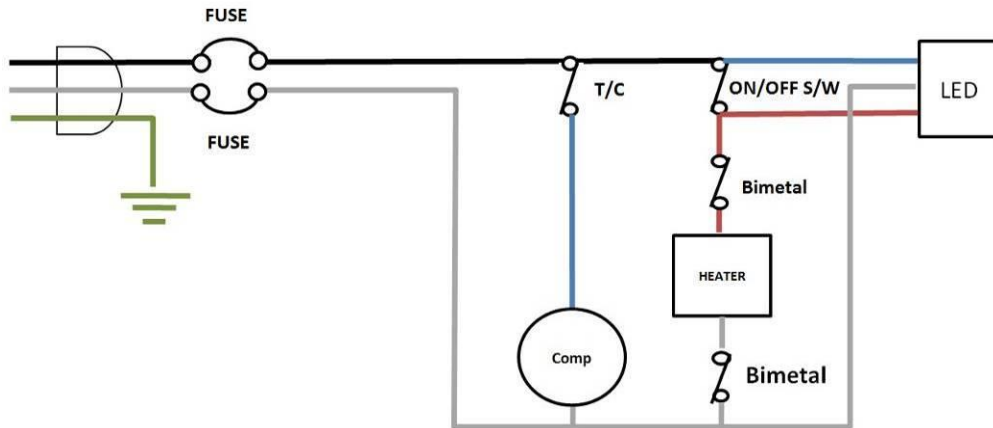 FUSE
T/C
ON/OFF S/W
LED
FUSE
Bimetal
HEATER
Comp
Bimetal